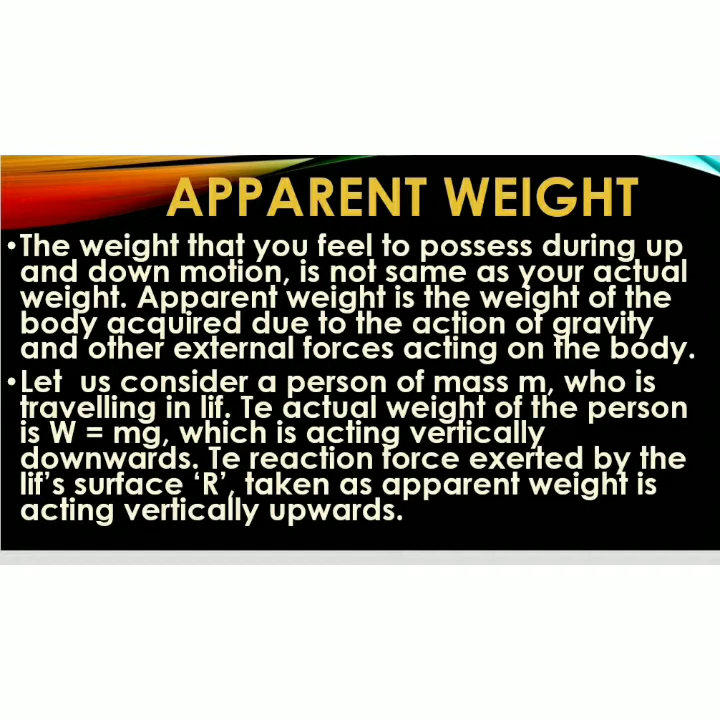 APPARENT WEIGHT
•The weight that you feel to possess during up
and down motion, is not same as your actual
weight. Apparent weight is the weight of the
body acquired due to the action of gravity
and other external forces acting on the body.
•Let us consider a person of mass m, who is
travelling in lif. Te actual weight of the person
is W = mg, which is acting vertically
downwards. Te reaction force exerted by the
lif’s surface ‘R’, taken as apparent weight is
acting vertically upwards.